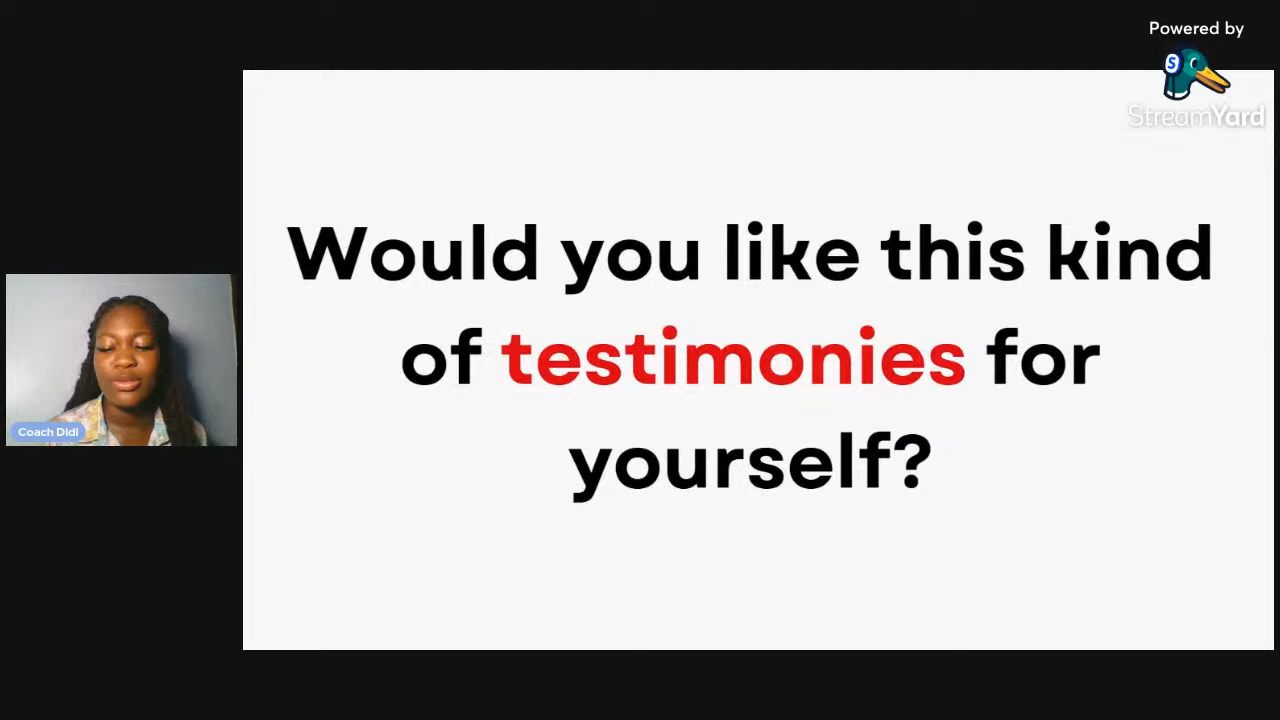 Powered by
S
StreamYard
Would you like this kind
of testimonies for
yourself?
Coach Didi